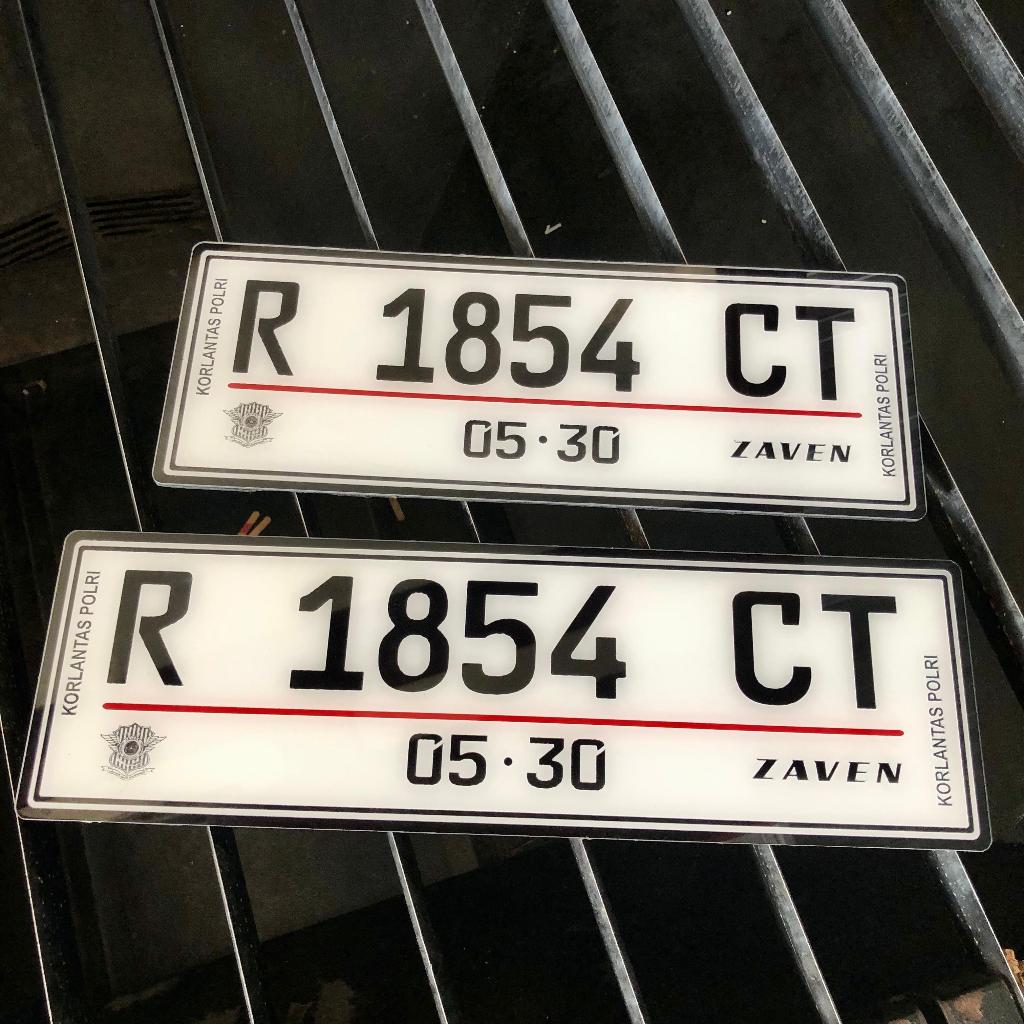 KORLANTAS POLRI
R 1854 CT
05·30
ZAVEN
KORLANTAS POLRI
KORLANTAS POLRI
R 1854 CT
05·30
ZAVEN
KORLANTAS POLRI